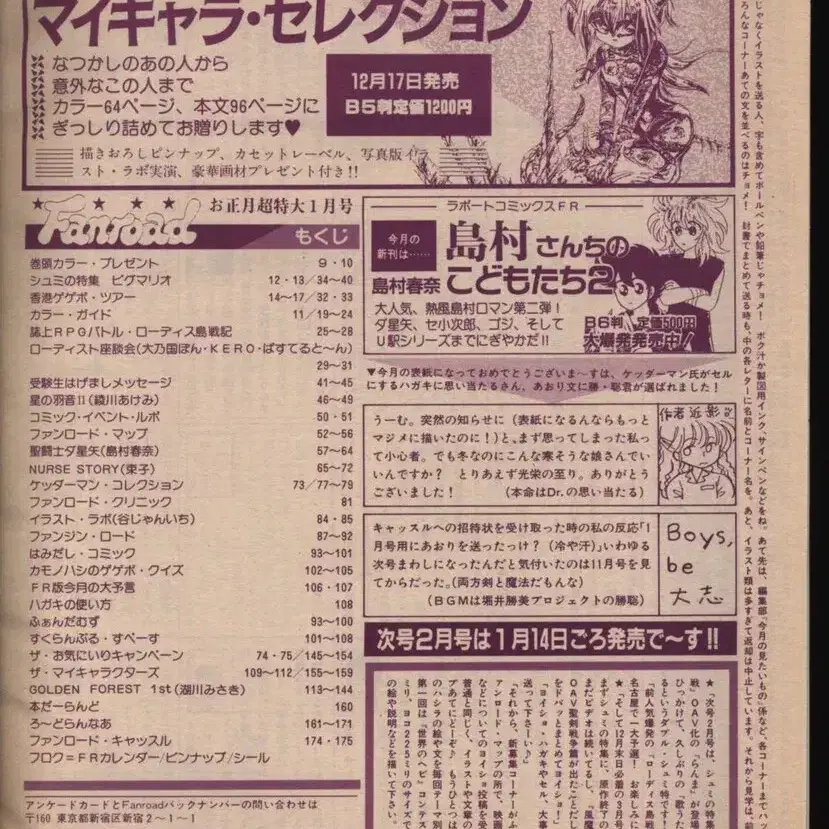 マイキャラ・セレクション
なつかしのあの人から
意外なこの人まで
カラー64ページ、本文96ページに
ぎっしり詰めてお贈りします♥
12月17日発売
B5判定価1200円
描きおろしピンナップ、カセットレーベル、写真版イラ
スト・ラボ実演、豪華画材プレゼント付き!!
★ ★ ★ ★
Fanroad お正月超特大1月号
もくじ
巻頭カラー・プレゼント 9・10
シュミの特集 ピグマリオ 12・13/34〜40
香港ゲゲボ・ツアー 14〜17/32・33
カラー・ガイド 11/19〜24
誌上RPGバトル・ローディス島戦記 25〜28
ローディスト座談会(大乃国ぽん・KERO・ぱすてると〜ん)
29〜31
受験生はげましメッセージ 41〜45
星の羽音II(綾川あけみ) 46〜49
コミック・イベント・ルポ 50・51
ファンロード・マップ 52〜56
聖闘士ダ星矢(島村春奈) 57〜64
NURSE STORY(東子) 65〜72
ケッダーマン・コレクション 73/77〜79
ファンロード・クリニック 81
イラスト・ラボ(谷じゃんいち) 84・85
ファンジン・ロード 87〜92
はみだし・コミック 93〜101
カモノハシのゲゲボ・クイズ 102〜105
FR版今月の大予言 106・107
ハガキの使い方 108
ふぁんだむず 93〜100
すくらんぶる・すぺーす 101〜108
ザ・お気にいりキャンペーン 74・75/145〜154
ザ・マイキャラクターズ 109〜112/155〜159
GOLDEN FOREST 1st(湖川みさき) 113〜144
本だーらんど 160
ろ〜どらんなあ 161〜171
ファンロード・キャッスル 174・175
フロク=FRカレンダー/ピンナップ/シール
アンケードカードとFanroadバックナンバーの問い合わせは
〒160 東京都新宿区新宿2-1-1
ラポートコミックスFR
今月の
新刊は……
島村さんちの
こどもたち2
島村春奈
大人気、熱風島村ロマン第二弾!
ダ星矢、セ小次郎、ゴジ、そして
U駅シリーズまでにぎやかだ!!
B6判 定価500円
大爆発発売中!
▼今月の表紙になっておめでとうございま〜すは、ケッダーマン氏がセル
にするハガキに思い当たるさん、あおり文に勝・聡君が選ばれました!
うーむ。突然の知らせに(表紙になるんならもっと
マジメに描いたのに!)と、まず思ってしまった私っ
て小心者。でも冬なのにこんな寒そうな娘さんでい
いんですか? とりあえず光栄の至り。ありがとう
ございました! (本命はDr.の思い当たる)
作者近影
キャッスルへの招待状を受け取った時の私の反応「1
月号用にあおりを送ったっけ?(冷や汗)」いわゆる
次号まわしになったんだと気付いたのは11月号を見
てからだった。(両方剣と魔法だもんな)
(BGMは堀井勝美プロジェクトの勝聡)
Boys,
be
大志
次号2月号は1月14日ごろ発売で〜す!!